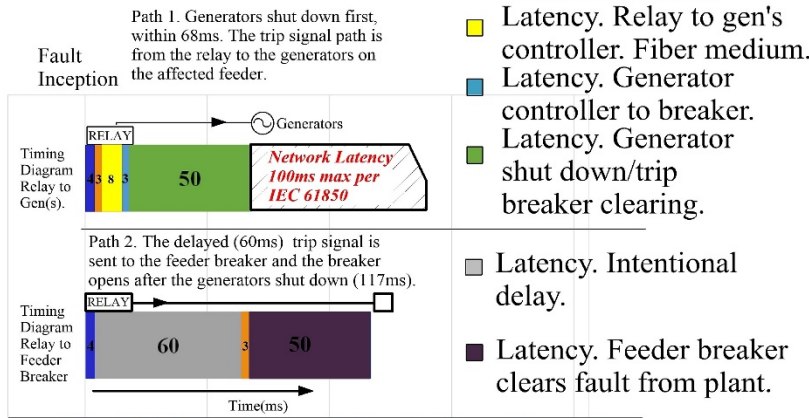 Path 1. Generators shut down first,
within 68ms. The trip signal path is
from the relay to the generators on
the affected feeder.
Fault
Inception
RELAY
Generators
Timing
Diagram
Relay to
Gen(s).
4 3 8 3 50
Network Latency
100ms max per
IEC 61850
Path 2. The delayed (60ms) trip signal is
sent to the feeder breaker and the breaker
opens after the generators shut down (117ms).
RELAY
Timing
Diagram
Relay to
Feeder
Breaker
4 60 3 50
Time(ms)
Latency. Relay to gen's
controller. Fiber medium.
Latency. Generator
controller to breaker.
Latency. Generator
shut down/trip
breaker clearing.
Latency. Intentional
delay.
Latency. Feeder breaker
clears fault from plant.